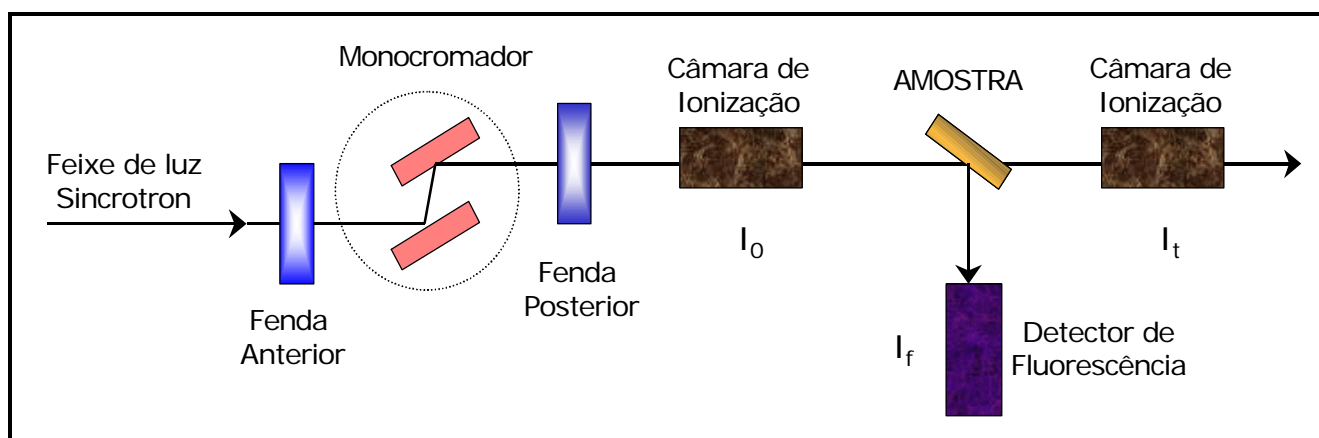 Monocromador
Câmara de
Ionização
AMOSTRA
Câmara de
Ionização
Feixe de luz
Sincrotron
I0
It
Fenda
Posterior
Fenda
Anterior
If
Detector de
Fluorescência